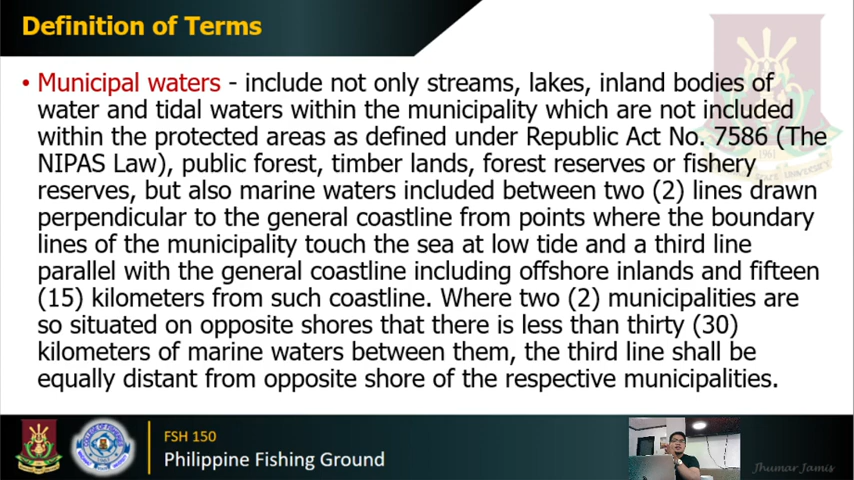 Definition of Terms
• Municipal waters - include not only streams, lakes, inland bodies of
water and tidal waters within the municipality which are not included
within the protected areas as defined under Republic Act No. 7586 (The
NIPAS Law), public forest, timber lands, forest reserves or fishery
reserves, but also marine waters included between two (2) lines drawn
perpendicular to the general coastline from points where the boundary
lines of the municipality touch the sea at low tide and a third line
parallel with the general coastline including offshore inlands and fifteen
(15) kilometers from such coastline. Where two (2) municipalities are
so situated on opposite shores that there is less than thirty (30)
kilometers of marine waters between them, the third line shall be
equally distant from opposite shore of the respective municipalities.
FSH 150
Philippine Fishing Ground
Jhumar Jamis